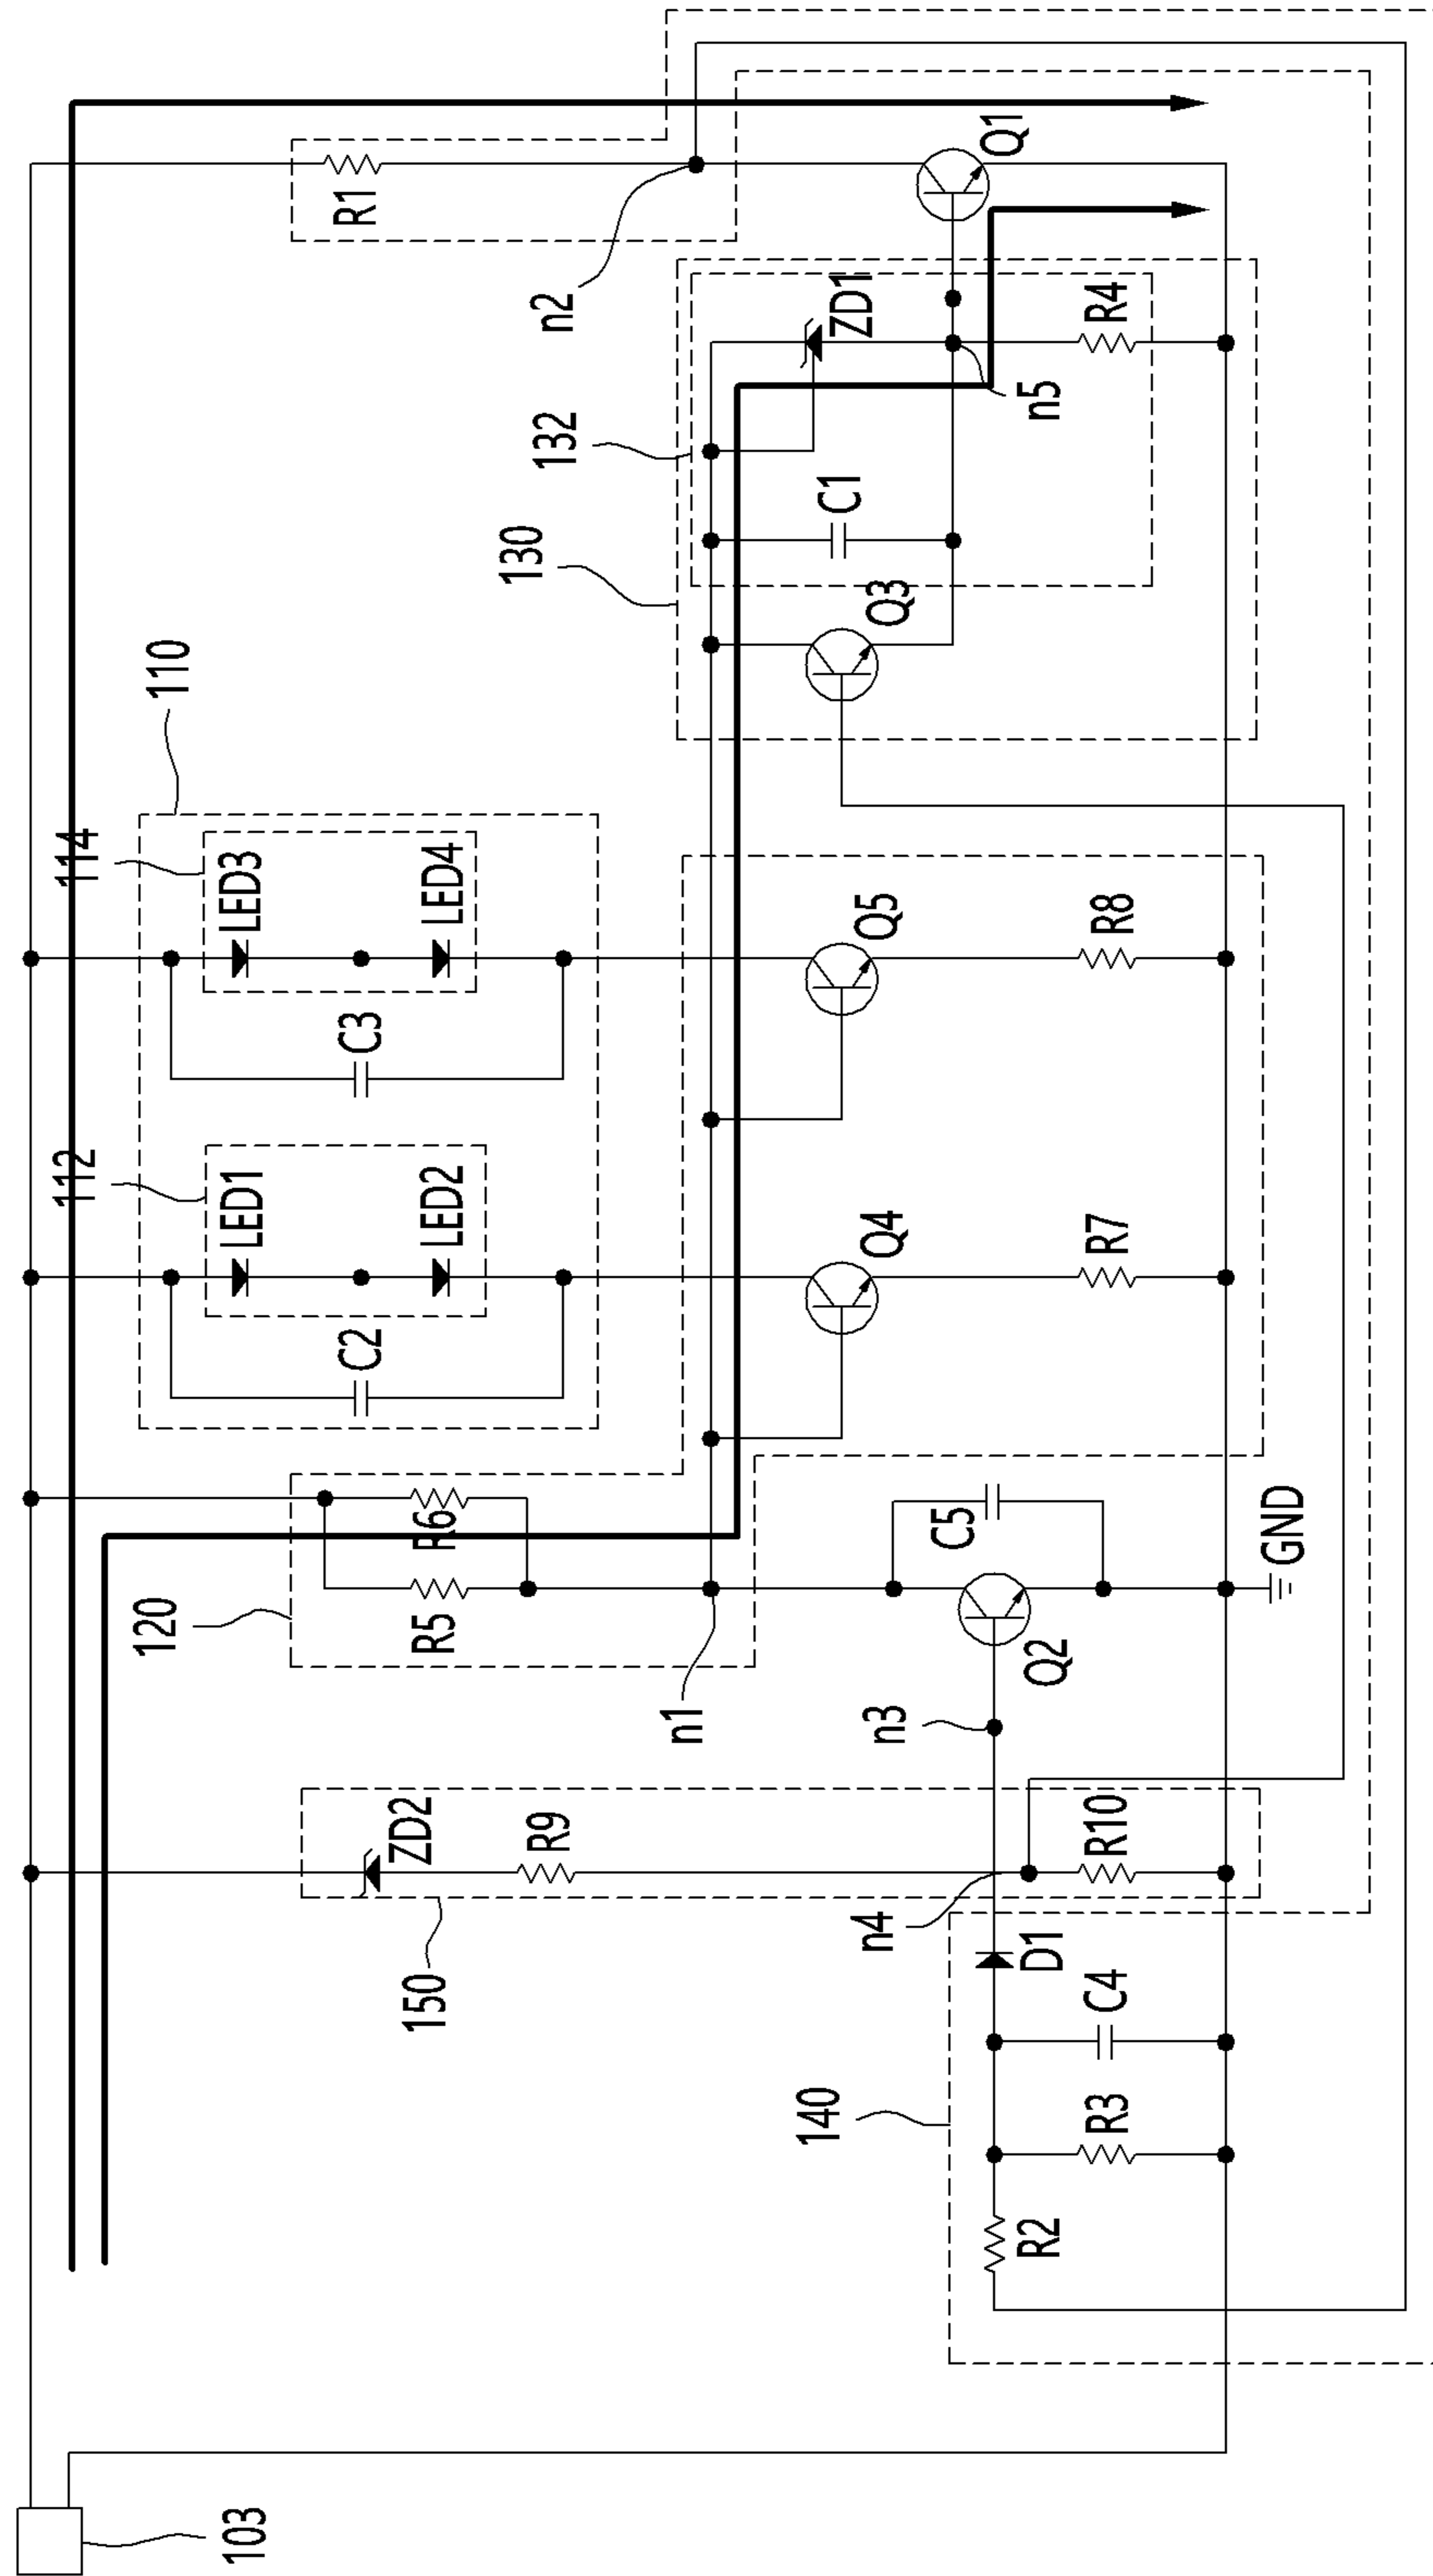 103
140
R2
R3
C4
D1
150
n4
ZD2
R9
R10
n3
n1
Q2
120
R5
R6
C5
GND
110
112
LED1
LED2
C2
Q4
R7
114
LED3
LED4
C3
Q5
R8
130
132
Q3
C1
ZD1
n5
R4
n2
R1
Q1